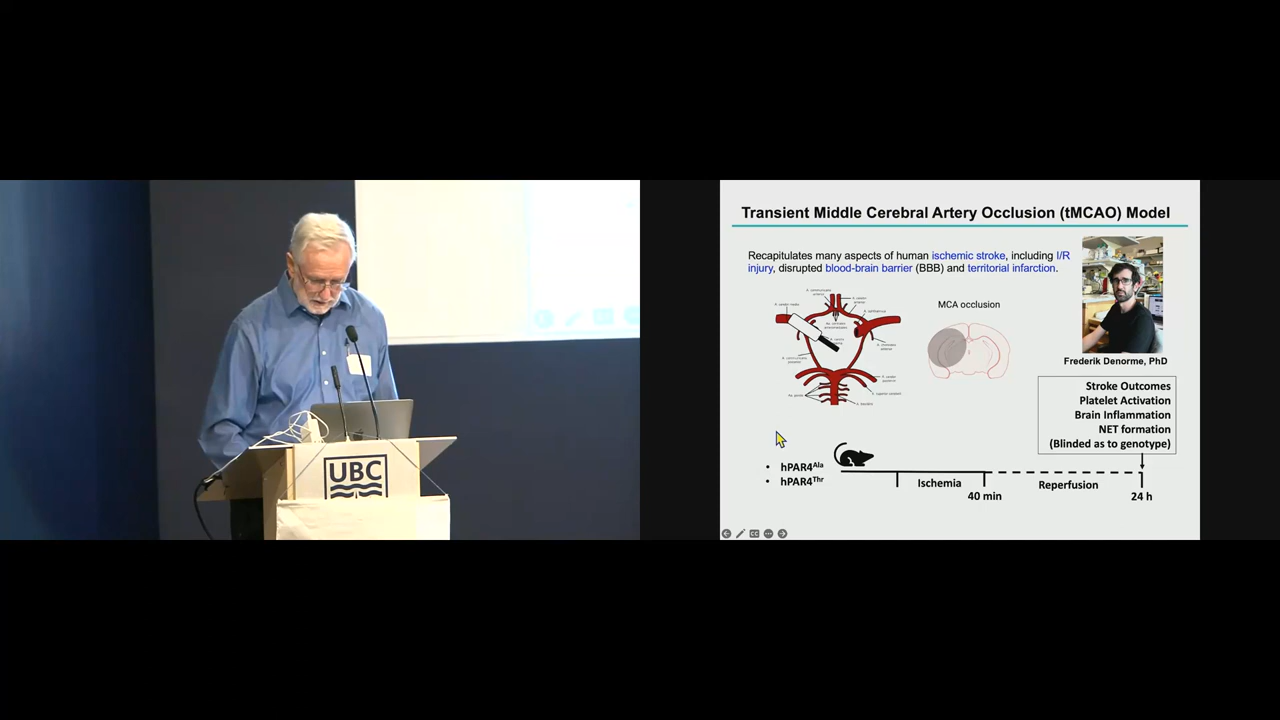 UBC
Transient Middle Cerebral Artery Occlusion (tMCAO) Model
Recapitulates many aspects of human ischemic stroke, including I/R
injury, disrupted blood-brain barrier (BBB) and territorial infarction.
MCA occlusion
Frederik Denorme, PhD
Stroke Outcomes
Platelet Activation
Brain Inflammation
NET formation
(Blinded as to genotype)
• hPAR4Ala
• hPAR4Thr
Ischemia
40 min
Reperfusion
24 h